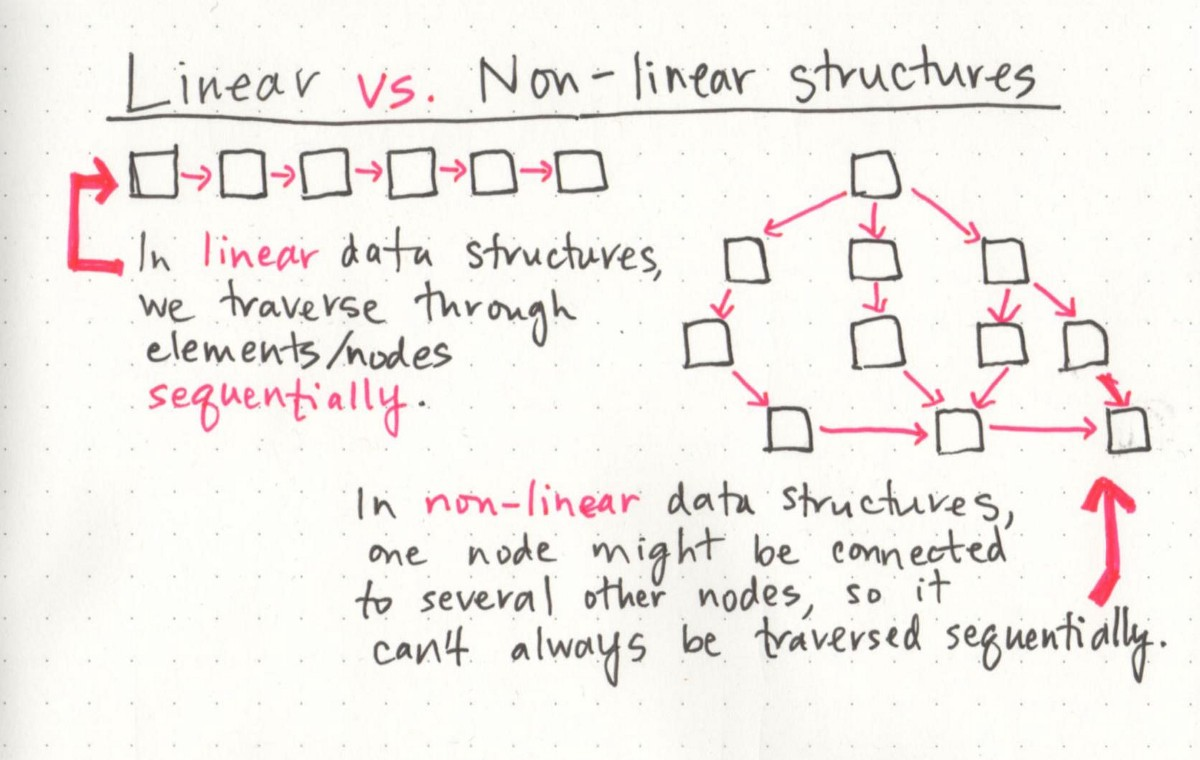 Linear vs. Non-linear structures
In linear data structures,
we traverse through
elements/nodes
sequentially.
In non-linear data structures,
one node might be connected
to several other nodes, so it
can't always be traversed sequentially.